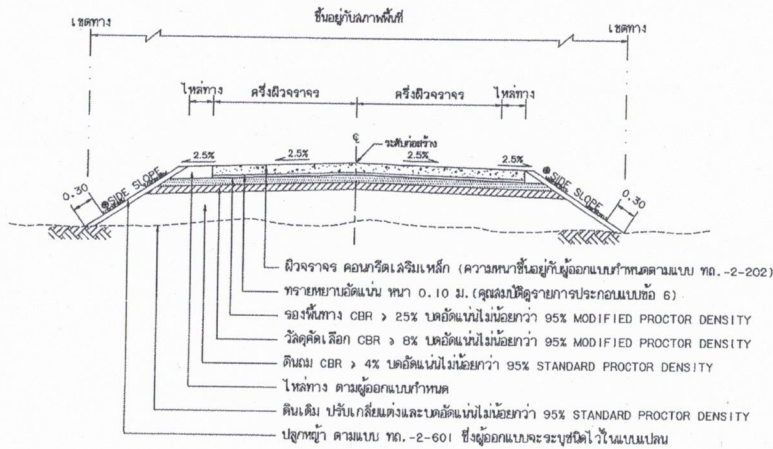 ขึ้นอยู่กับสภาพพื้นที่
เขตทาง เขตทาง
ไหล่ทาง ครึ่งผิวจราจร ครึ่งผิวจราจร ไหล่ทาง
℄ ระดับก่อสร้าง
2.5% 2.5% 2.5% 2.5%
0.30 SIDE SLOPE SIDE SLOPE 0.30
ผิวจราจร คอนกรีตเสริมเหล็ก (ความหนาขึ้นอยู่กับผู้ออกแบบกำหนดตามแบบ ทถ.-2-202)
ทรายหยาบอัดแน่น หนา 0.10 ม.(คุณสมบัติดูรายการประกอบแบบข้อ 6)
รองพื้นทาง CBR > 25% บดอัดแน่นไม่น้อยกว่า 95% MODIFIED PROCTOR DENSITY
วัสดุคัดเลือก CBR > 8% บดอัดแน่นไม่น้อยกว่า 95% MODIFIED PROCTOR DENSITY
ดินถม CBR > 4% บดอัดแน่นไม่น้อยกว่า 95% STANDARD PROCTOR DENSITY
ไหล่ทาง ตามผู้ออกแบบกำหนด
ดินเดิม ปรับเกลี่ยแต่งและบดอัดแน่นไม่น้อยกว่า 95% STANDARD PROCTOR DENSITY
ปลูกหญ้า ตามแบบ ทถ.-2-601 ซึ่งผู้ออกแบบจะระบุชนิดไว้ในแบบแปลน